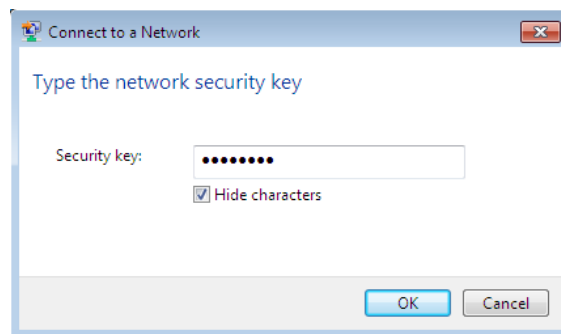 Connect to a Network
Type the network security key
Security key: ••••••••
Hide characters
OK Cancel